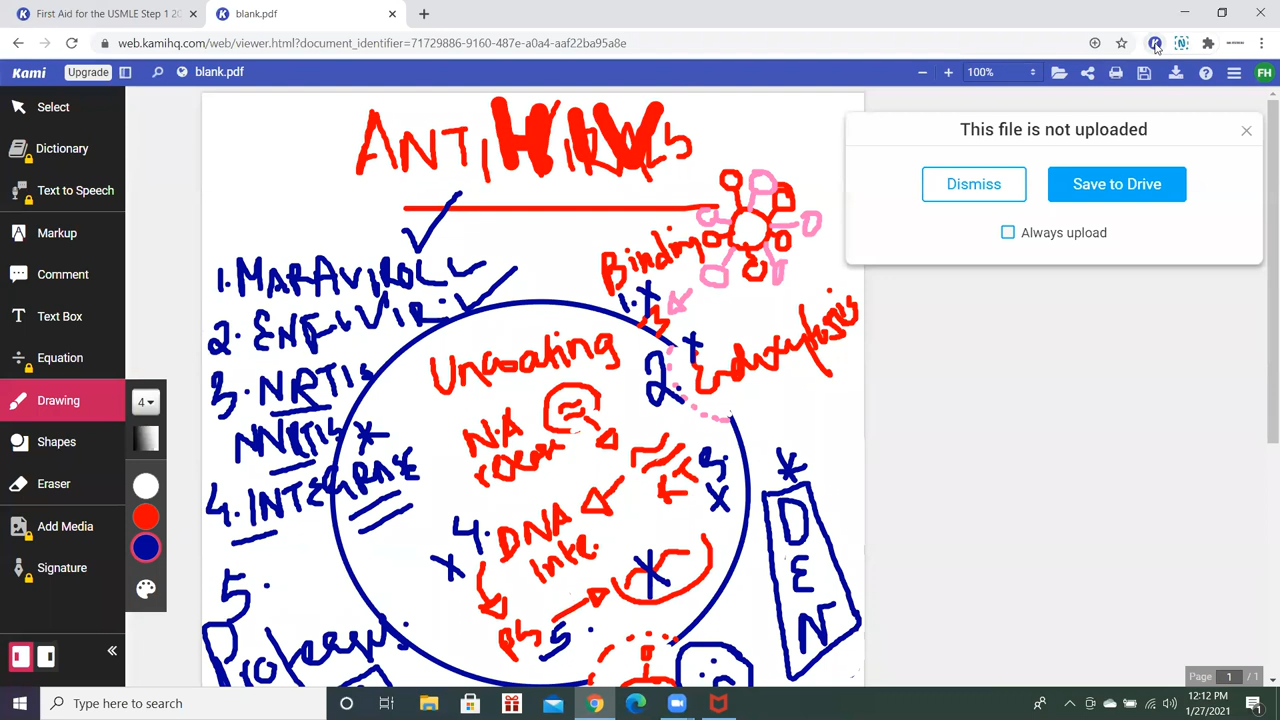 First Aid for the USMLE Step 1 20
blank.pdf
web.kamihq.com/web/viewer.html?document_identifier=71729886-9160-487e-a0a4-aaf22ba95a8e
Kami
Upgrade
blank.pdf
100%
FH
Select
Dictionary
Text to Speech
Markup
Comment
Text Box
Equation
Drawing
4
Shapes
Eraser
Add Media
Signature
This file is not uploaded
Dismiss
Save to Drive
Always upload
Binding
1.
1. MARAVIROC
2.
3. NRTIs
NNRTIs
4.
5.
Uncoating
2.
N.A
3.
4.
DNA
Inte.
5.
D
E
N
Page 1 / 1
Type here to search
12:12 PM
1/27/2021